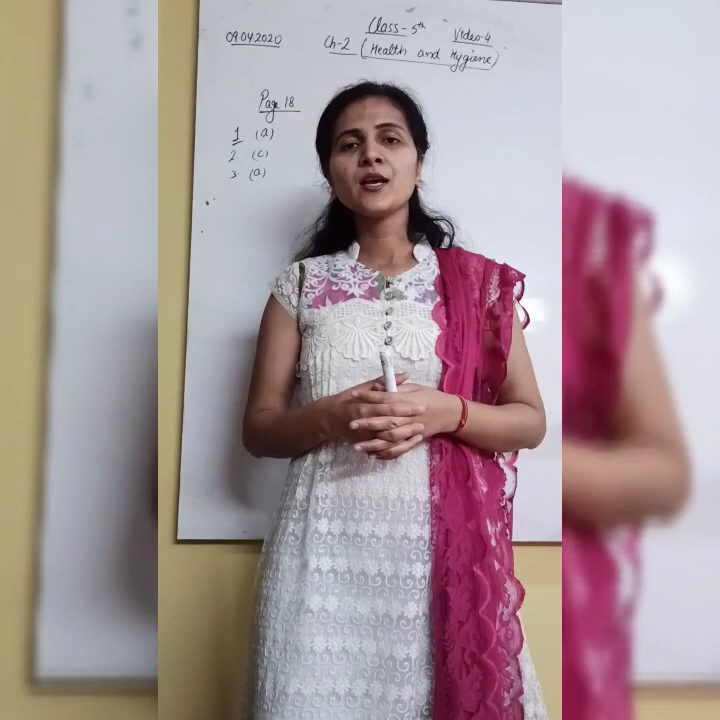 Class - 5th
09.04.2020 Video-4
Ch-2 (Health and Hygiene)
Page 18
1 (a)
2 (c)
3. (a)